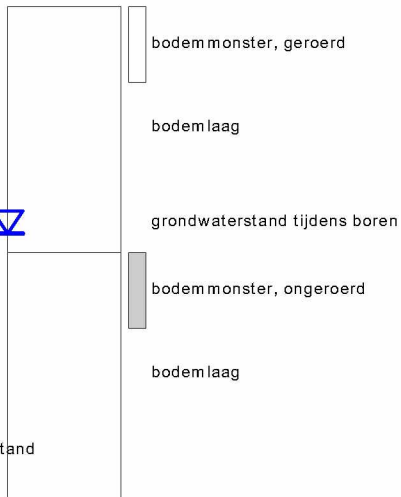 bodemmonster, geroerd
bodemlaag
grondwaterstand tijdens boren
bodemmonster, ongeroerd
bodemlaag
tand